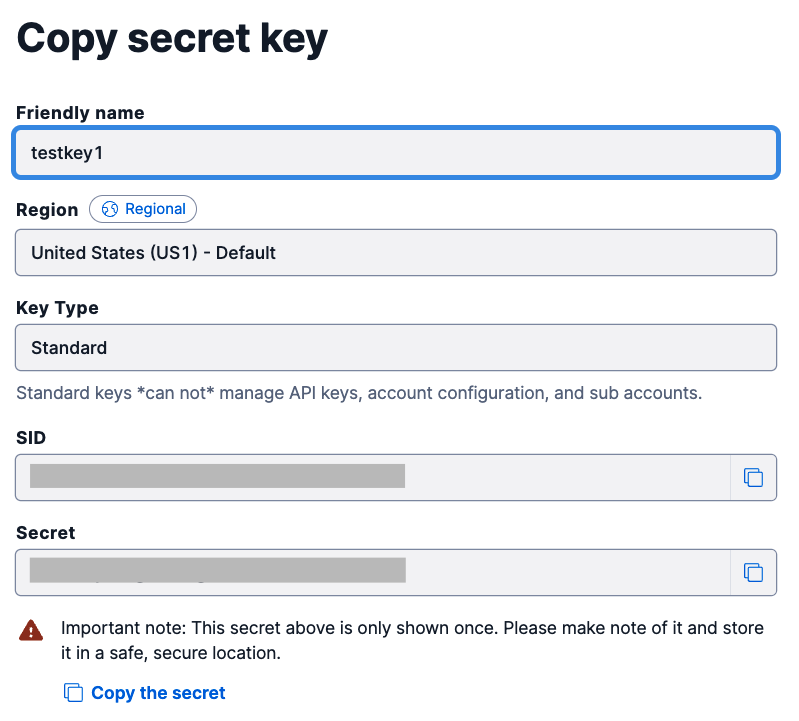 Copy secret key
Friendly name
testkey1
Region Regional
United States (US1) - Default
Key Type
Standard
Standard keys *can not* manage API keys, account configuration, and sub accounts.
SID
Secret
Important note: This secret above is only shown once. Please make note of it and store
it in a safe, secure location.
Copy the secret